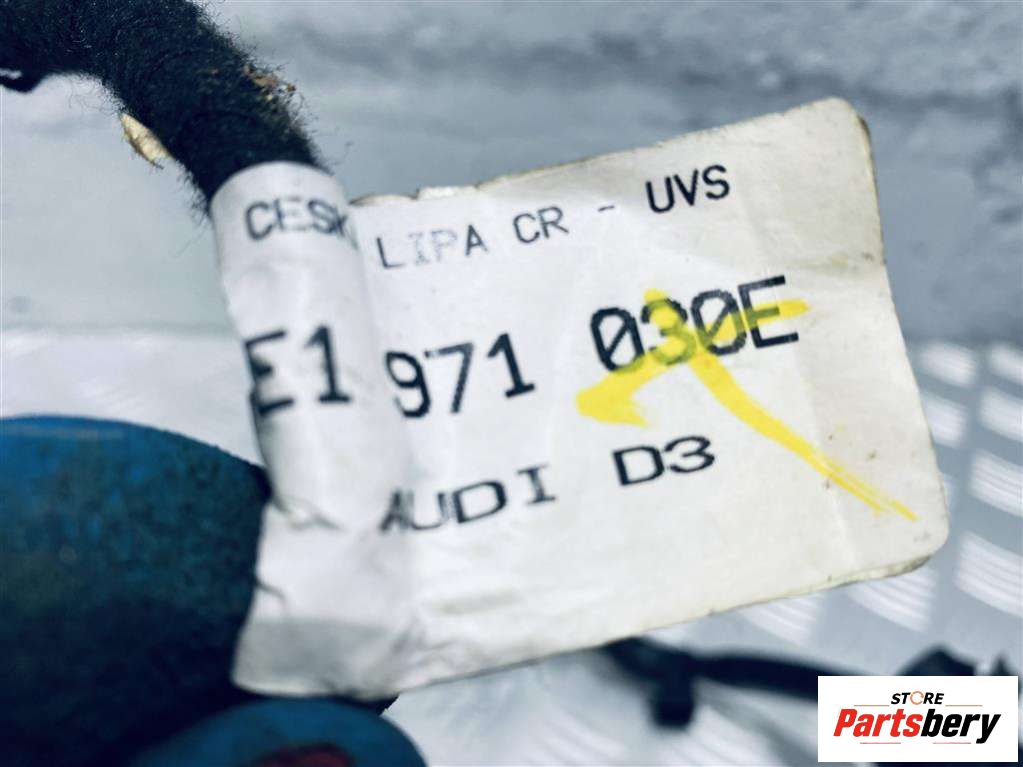 CESK LIPA CR - UVS
E1 971 030E
AUDI D3
STORE
Partsbery